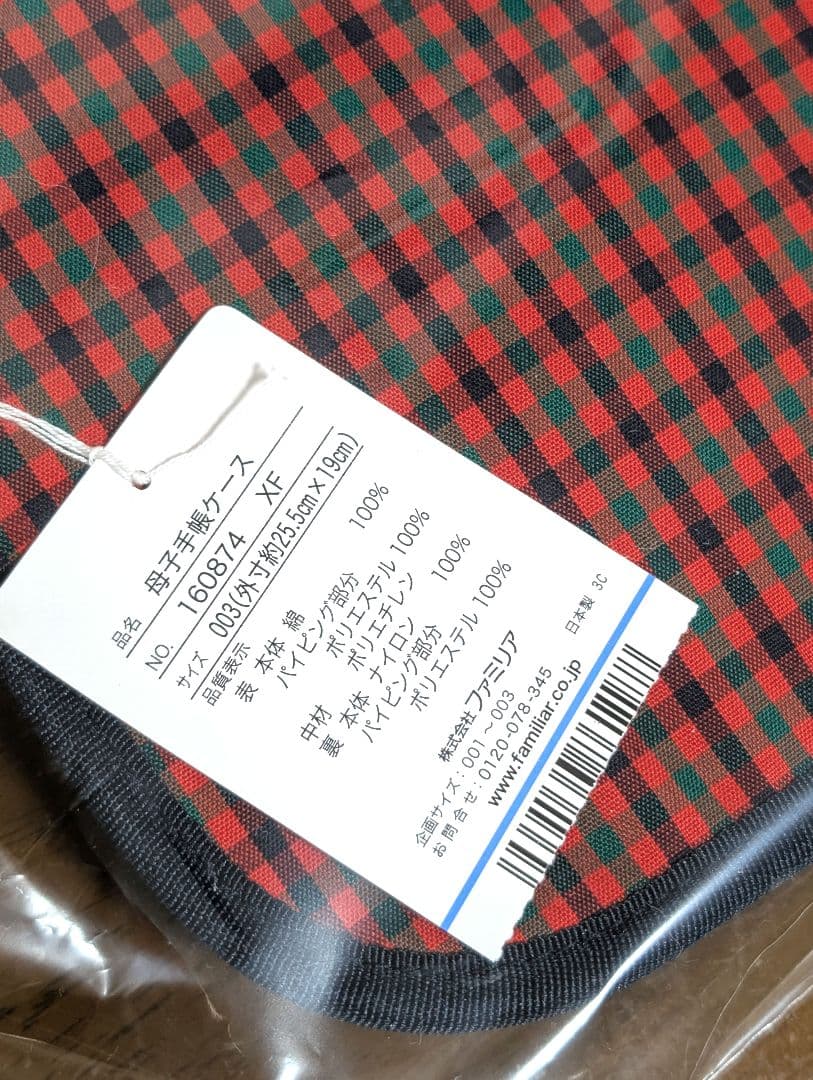 品名 母子手帳ケース
NO. 160874 XF
サイズ 003(外寸約25.5cm×19cm)
品質表示
表 本体 綿 100%
パイピング部分
ポリエステル 100%
中材 ポリエチレン
裏 本体 ナイロン 100%
パイピング部分
ポリエステル 100%
株式会社 ファミリア
企画サイズ:001～003
お問合せ:0120-078-345
www.familiar.co.jp
日本製 3C